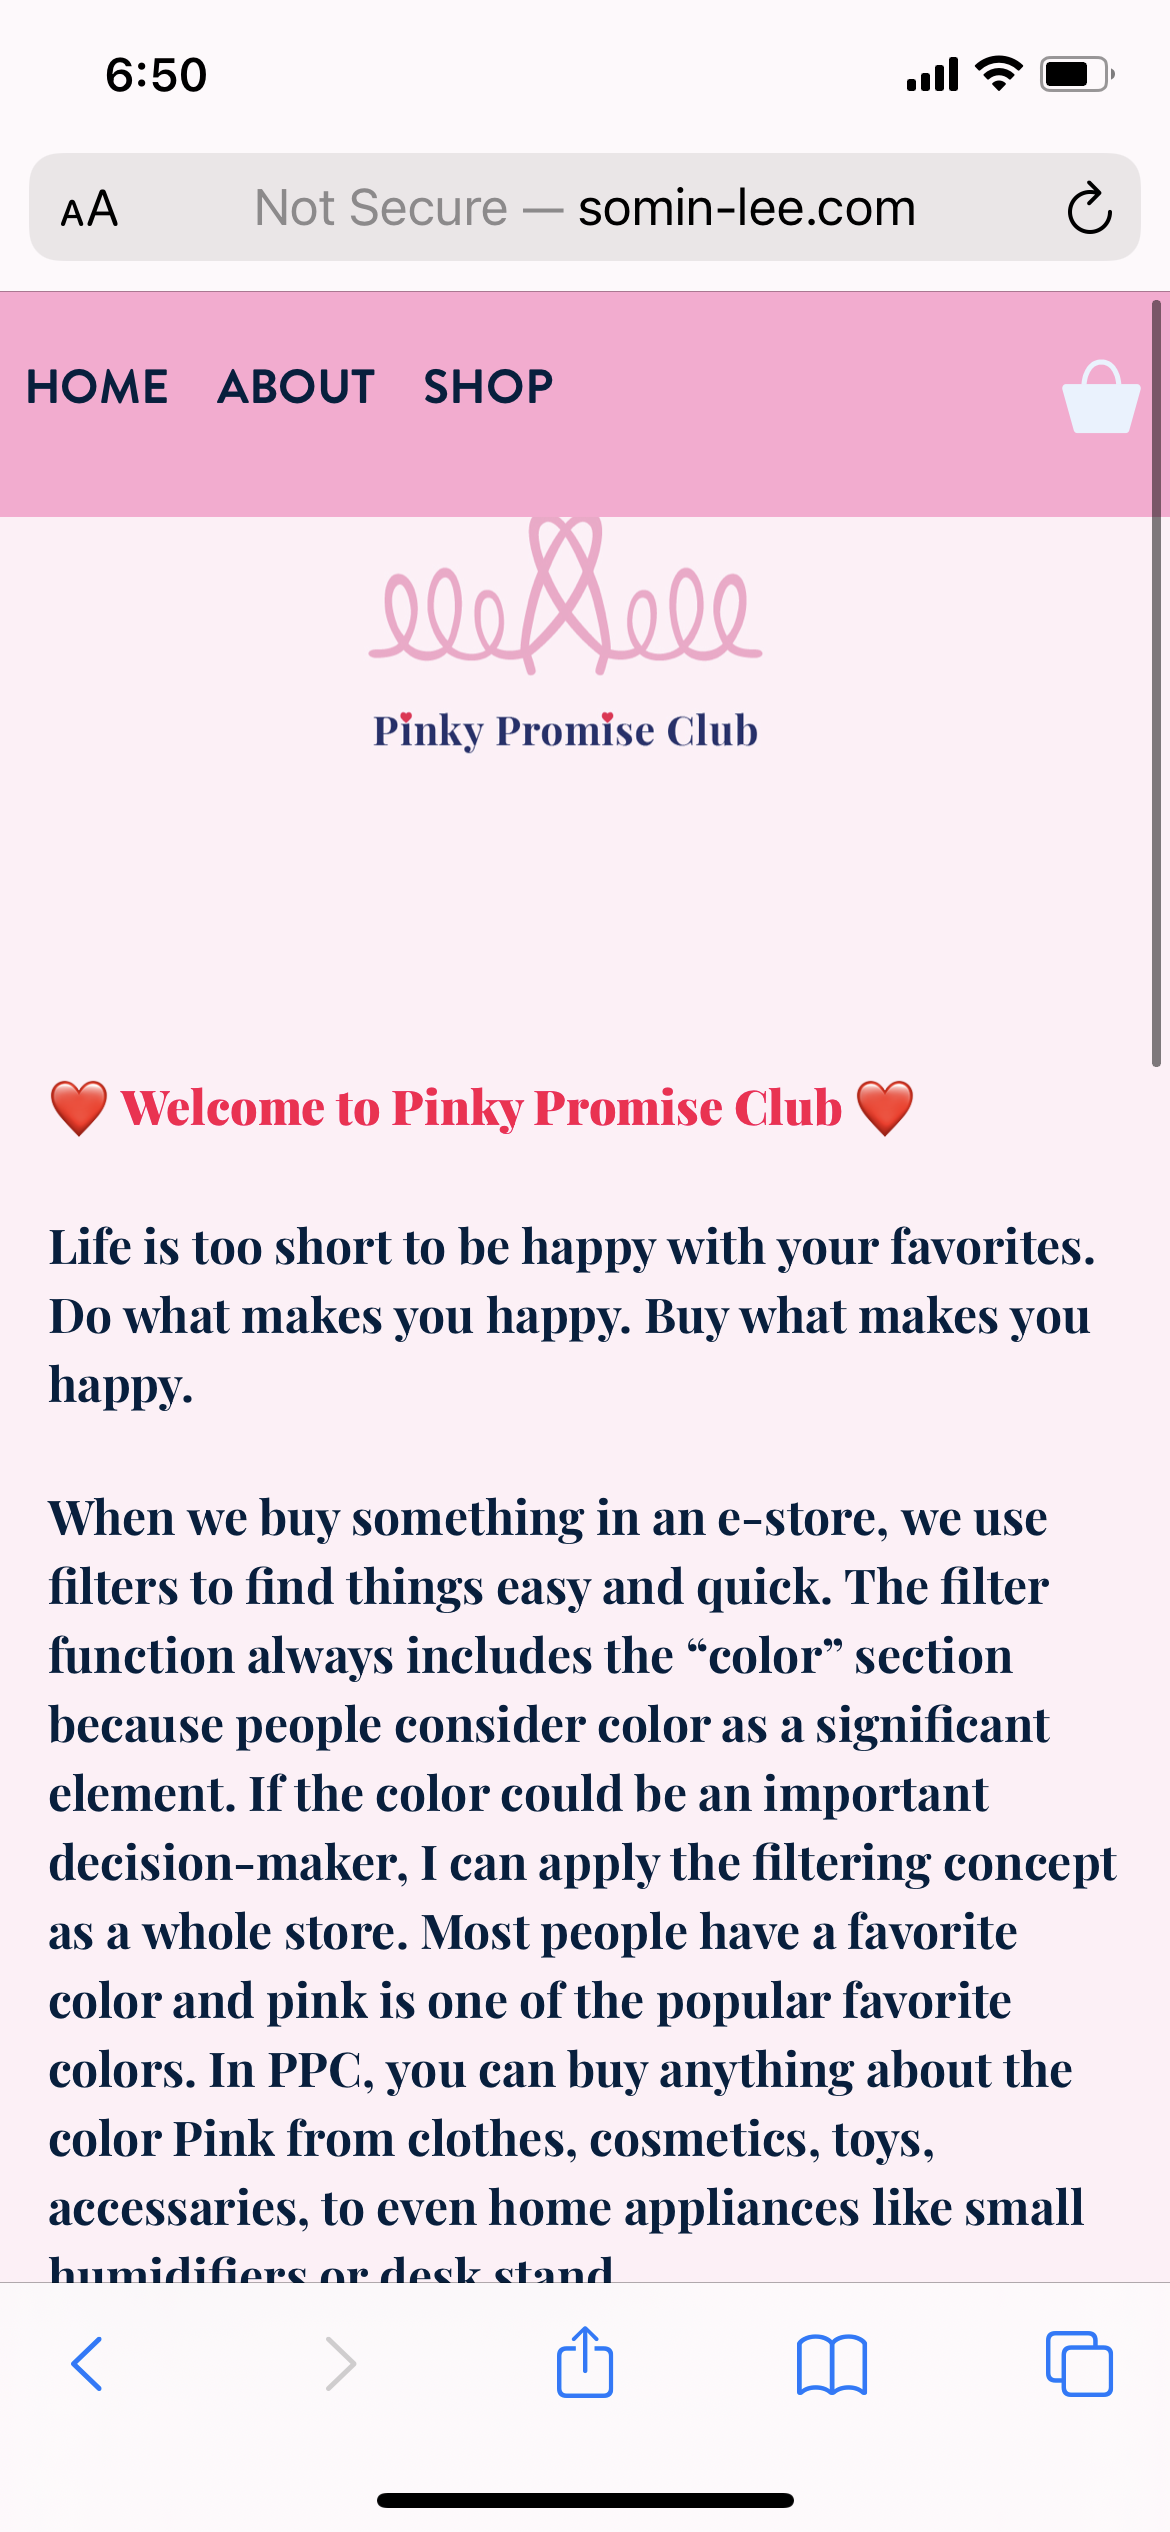 6:50
AA Not Secure — somin-lee.com
HOME ABOUT SHOP
Pinky Promise Club
❤️ Welcome to Pinky Promise Club ❤️
Life is too short to be happy with your favorites.
Do what makes you happy. Buy what makes you
happy.
When we buy something in an e-store, we use
filters to find things easy and quick. The filter
function always includes the “color” section
because people consider color as a significant
element. If the color could be an important
decision-maker, I can apply the filtering concept
as a whole store. Most people have a favorite
color and pink is one of the popular favorite
colors. In PPC, you can buy anything about the
color Pink from clothes, cosmetics, toys,
accessaries, to even home appliances like small
humidifiers or desk stand